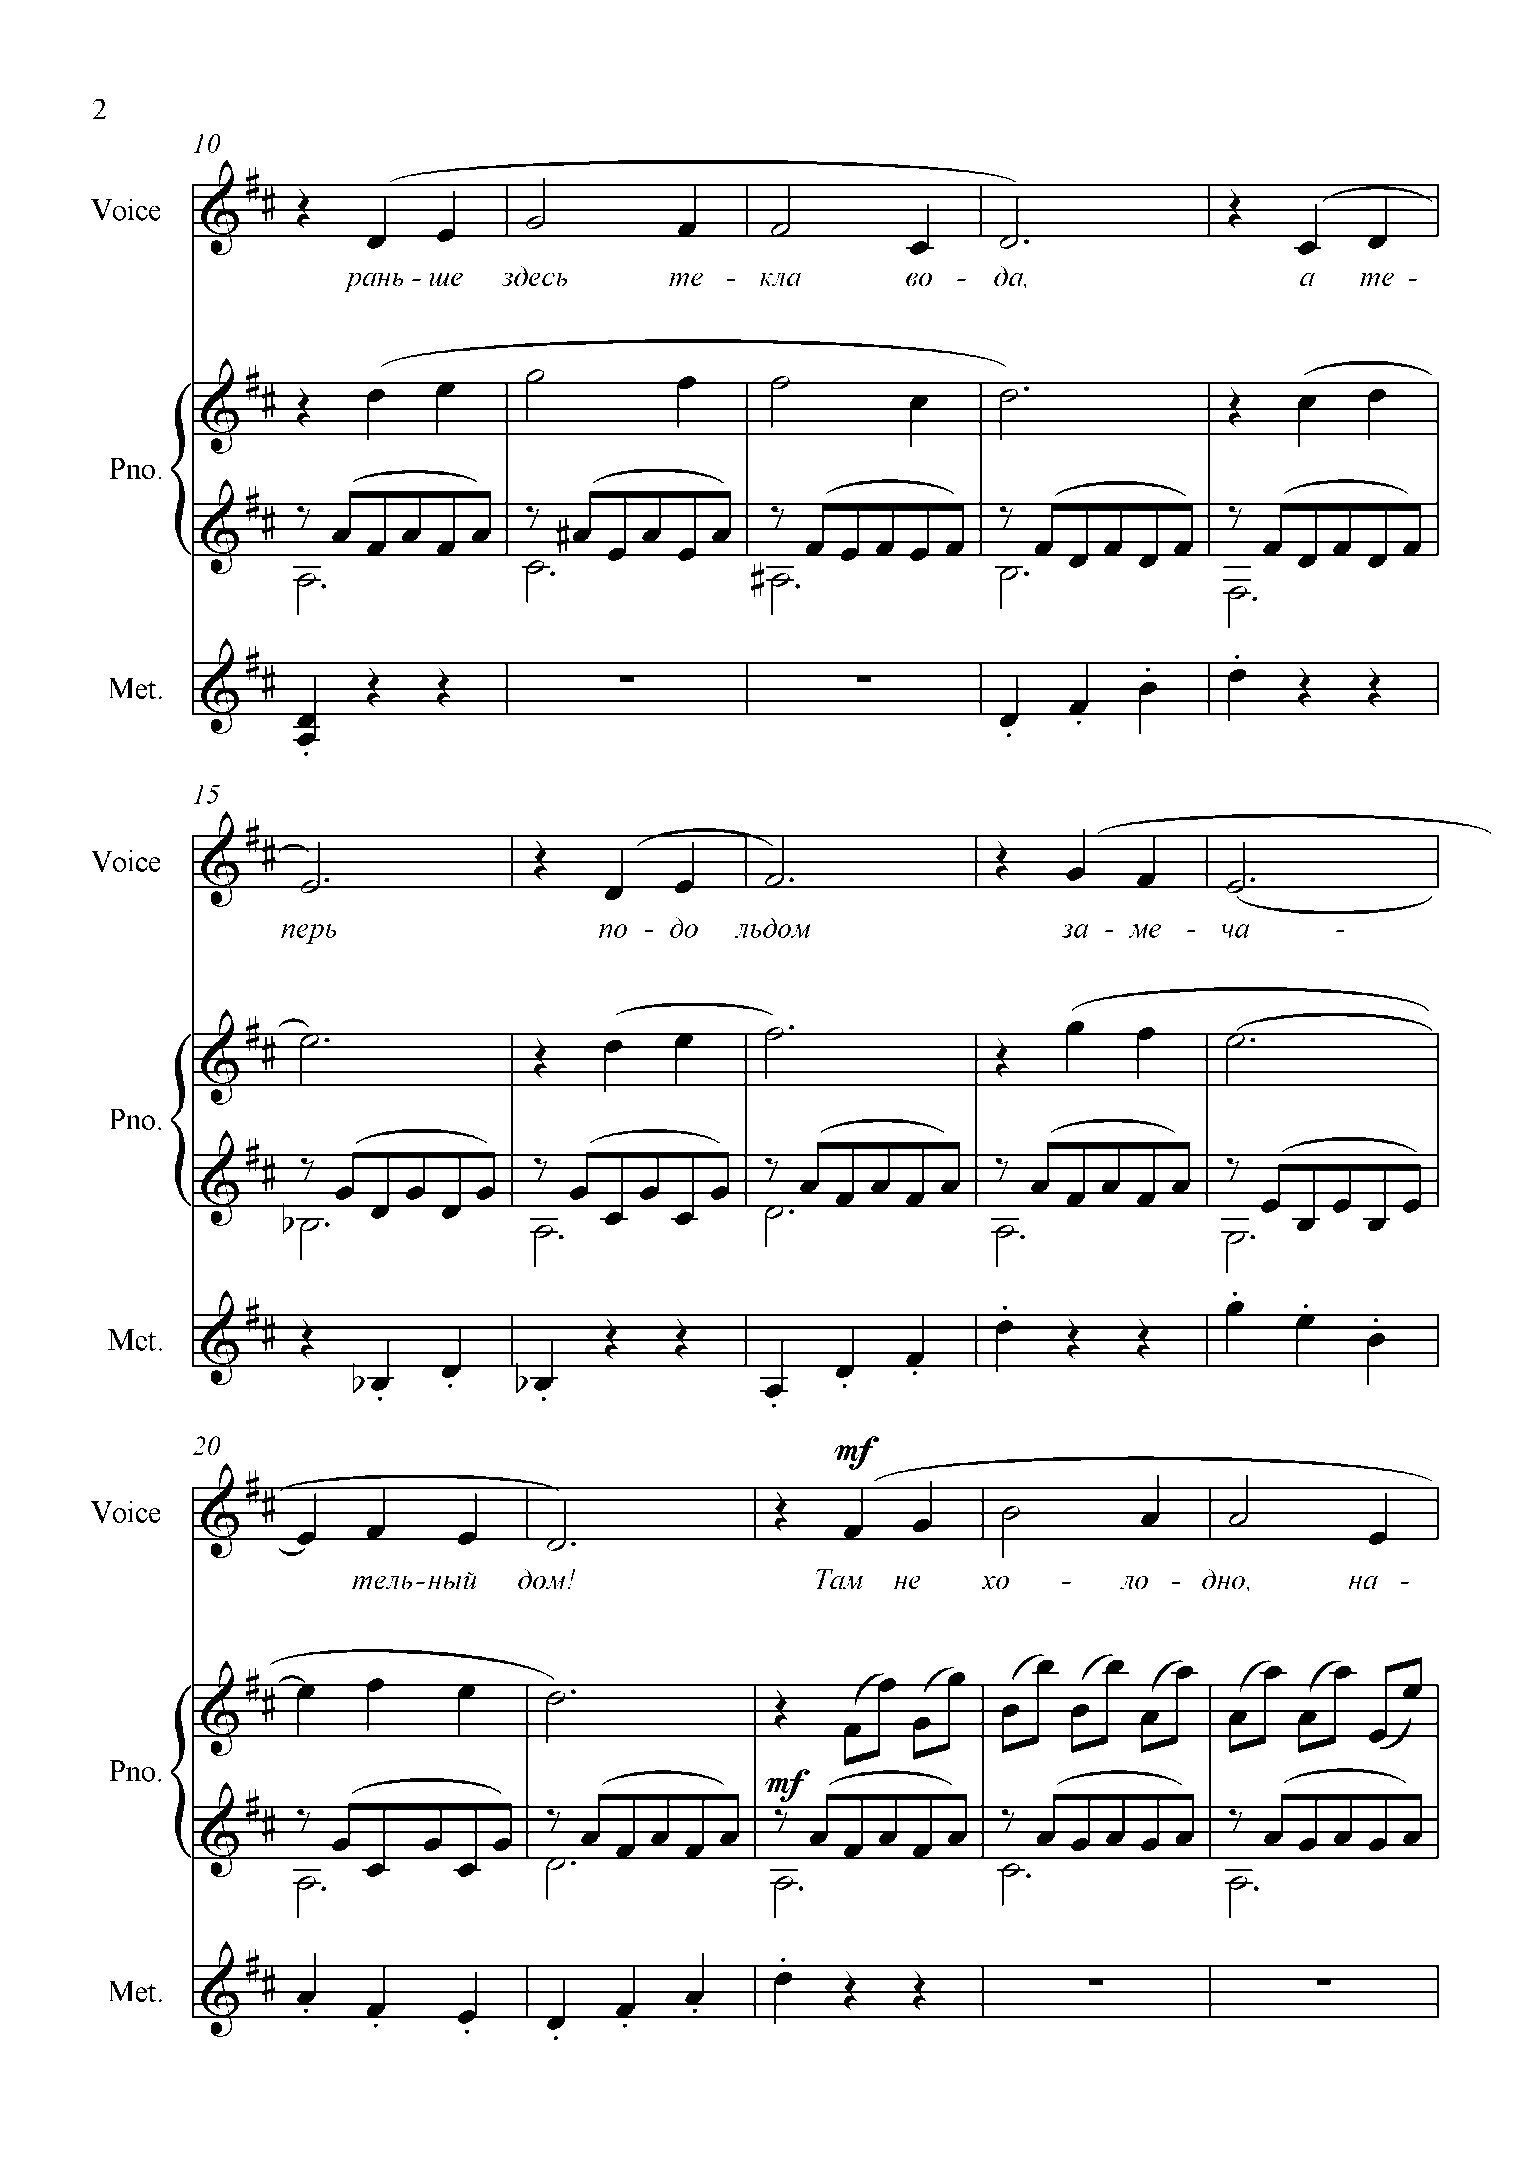 2
10
Voice
рань - ше здесь те - кла во - да, а те -
Pno.
Met.
15
Voice
перь по - до льдом за - ме - ча -
Pno.
Met.
20
mf
Voice
тель - ный дом! Там не хо - ло - дно, на -
Pno.
mf
Met.